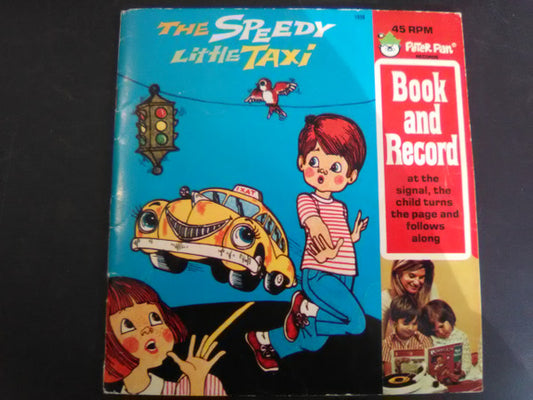 THE SPEEDY
LITTLE TAXI
TAXI
45 RPM
Peter Pan®
RECORDS
Book
and
Record
at the
signal, the
child turns
the page and
follows
along